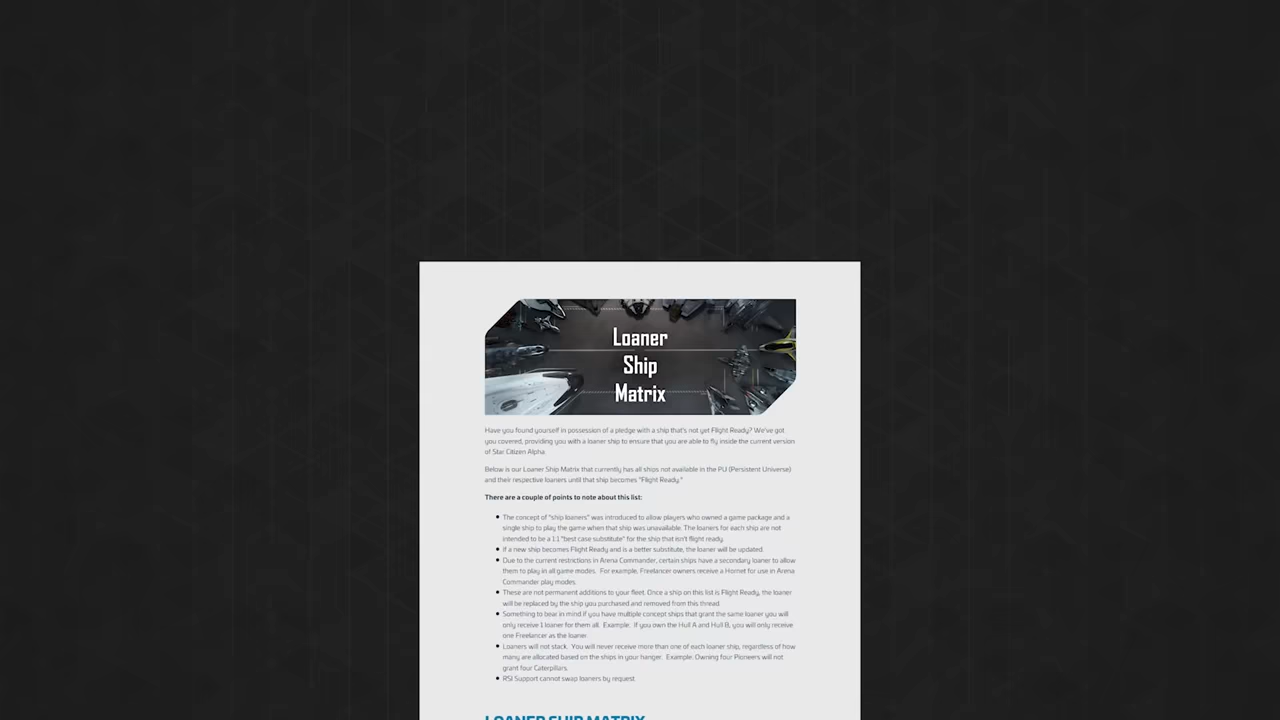 Loaner
Ship
Matrix
Have you found yourself in possession of a pledge with a ship that's not yet Flight Ready? We've got
you covered, providing you with a loaner ship to ensure that you are able to fly inside the current version
of Star Citizen Alpha.
Below is our Loaner Ship Matrix that currently has all ships not available in the PU (Persistent Universe)
and their respective loaners until that ship becomes "Flight Ready."
There are a couple of points to note about this list:
The concept of "ship loaners" was introduced to allow players who owned a game package and a
single ship to play the game when that ship was unavailable. The loaners for each ship are not
intended to be a 1:1 "best case substitute" for the ship that isn't flight ready.
If a new ship becomes Flight Ready and is a better substitute, the loaner will be updated.
Due to the current restrictions in Arena Commander, certain ships have a secondary loaner to allow
them to play in all game modes. For example, Freelancer owners receive a Hornet for use in Arena
Commander play modes.
These are not permanent additions to your fleet. Once a ship on this list is Flight Ready, the loaner
will be replaced by the ship you purchased and removed from this thread.
Something to bear in mind if you have multiple concept ships that grant the same loaner you will
only receive 1 loaner for them all. Example: If you own the Hull A and Hull B, you will only receive
one Freelancer as the loaner.
Loaners will not stack. You will never receive more than one of each loaner ship, regardless of how
many are allocated based on the ships in your hanger. Example: Owning four Pioneers will not
grant four Caterpillars.
RSI Support cannot swap loaners by request.
LOANER SHIP MATRIX